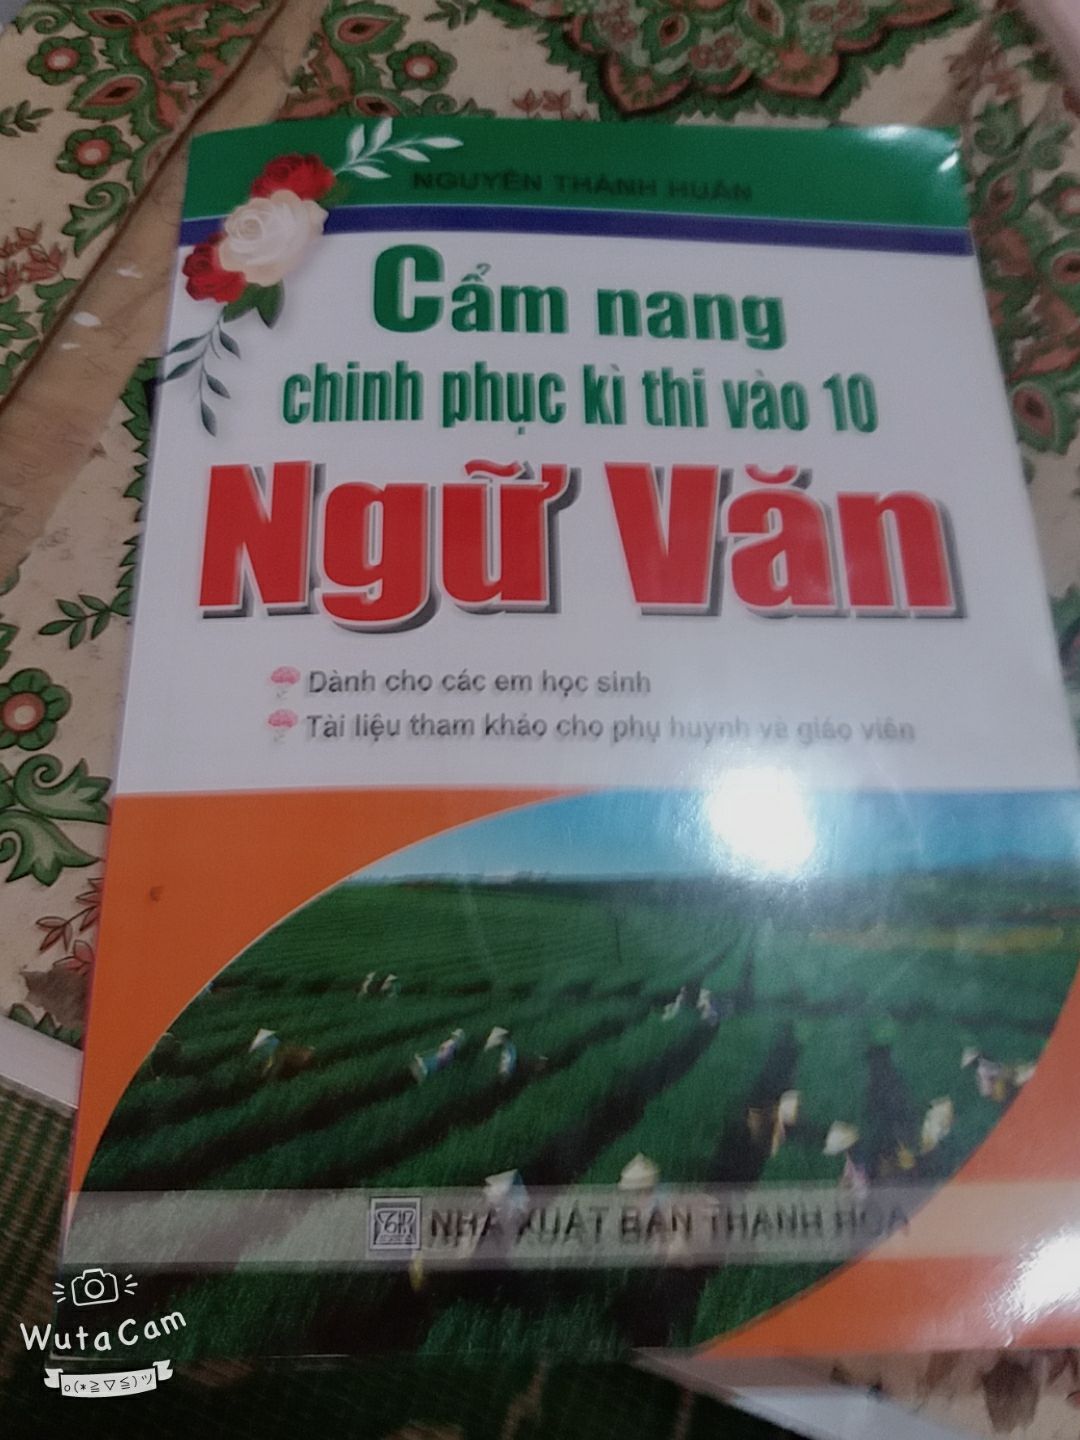 NGUYỄN THANH HUÂN
Cẩm nang
chinh phục kì thi vào 10
Ngữ Văn
Dành cho các em học sinh
Tài liệu tham khảo cho phụ huynh và giáo viên
NHÀ XUẤT BẢN THANH HÓA
WutaCam